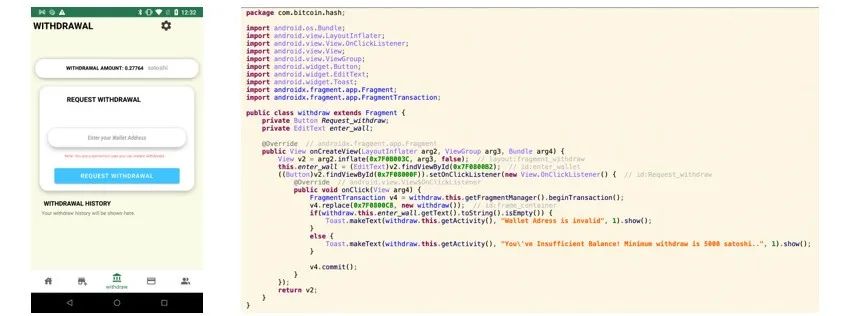 12:32
WITHDRAWAL
WITHDRAWAL AMOUNT: 0.27764 satoshi
REQUEST WITHDRAWAL
Enter your Wallet Address
REQUEST WITHDRAWAL
WITHDRAWAL HISTORY
Your withdraw history will be shown here.
withdraw
package com.bitcoin.hash;
import android.os.Bundle;
import android.view.LayoutInflater;
import android.view.View.OnClickListener;
import android.view.View;
import android.view.ViewGroup;
import android.widget.Button;
import android.widget.EditText;
import android.widget.Toast;
import androidx.fragment.app.Fragment;
import androidx.fragment.app.FragmentTransaction;
public class withdraw extends Fragment {
private Button Request_withdraw;
private EditText enter_wall;
@Override // androidx.fragment.app.Fragment
public View onCreateView(LayoutInflater arg2, ViewGroup arg3, Bundle arg4) {
View v2 = arg2.inflate(0x7F0B003C, arg3, false); // layout:fragment_withdraw
this.enter_wall = (EditText)v2.findViewById(0x7F0800B2); // id:enter_wallet
((Button)v2.findViewById(0x7F08000F)).setOnClickListener(new View.OnClickListener() { // id:Request_withdraw
@Override // android.view.View$OnClickListener
public void onClick(View arg4) {
FragmentTransaction v4 = withdraw.this.getFragmentManager().beginTransaction();
v4.replace(0x7F0800C8, new withdraw()); // id:frame_container
if(withdraw.this.enter_wall.getText().toString().isEmpty()) {
Toast.makeText(withdraw.this.getActivity(), "Wallet Adress is invalid", 1).show();
}
else {
Toast.makeText(withdraw.this.getActivity(), "You\'ve Insufficient Balance! Minimum withdraw is 5000 satoshi..", 1).show();
}
v4.commit();
}
});
return v2;
}
}